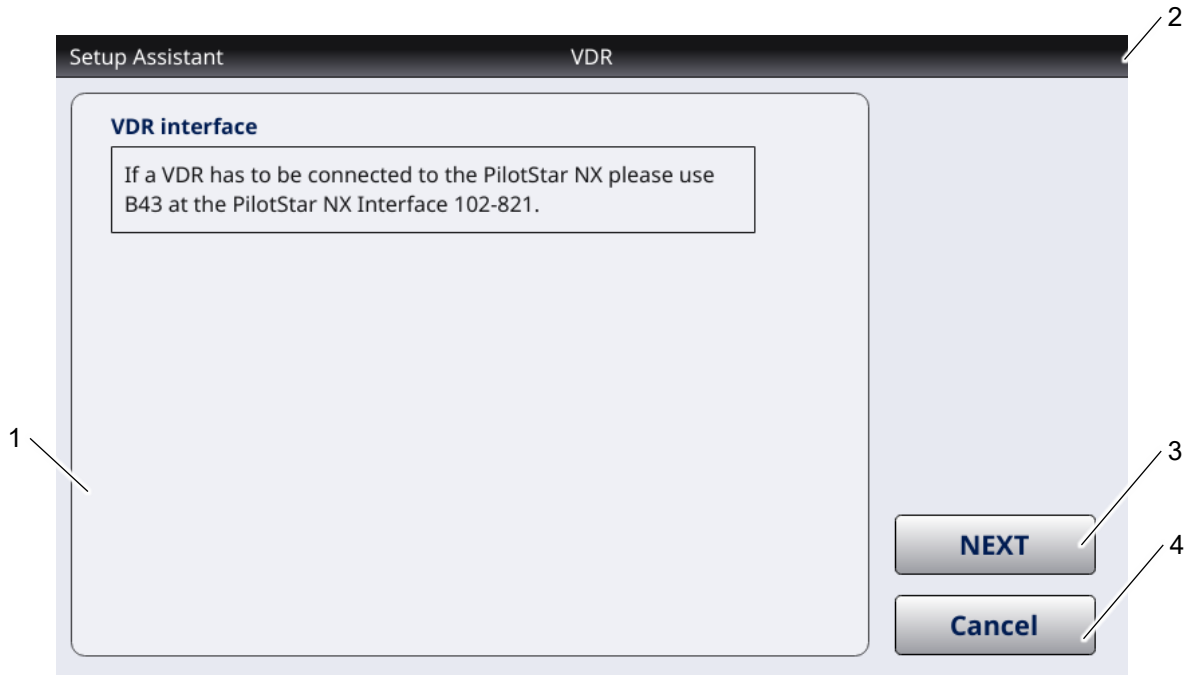 2
Setup Assistant VDR
VDR interface
If a VDR has to be connected to the PilotStar NX please use
B43 at the PilotStar NX Interface 102-821.
1
3
NEXT
4
Cancel